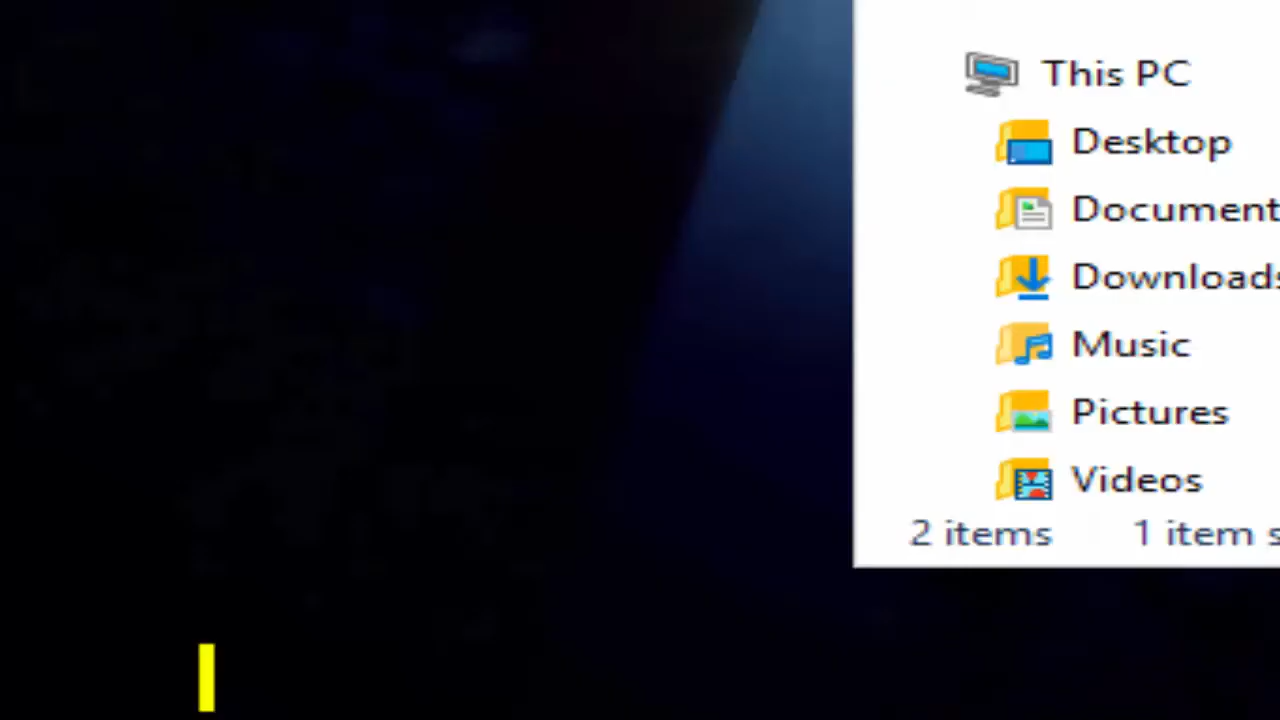 This PC
Desktop
Document
Downloads
Music
Pictures
Videos
2 items 1 item s